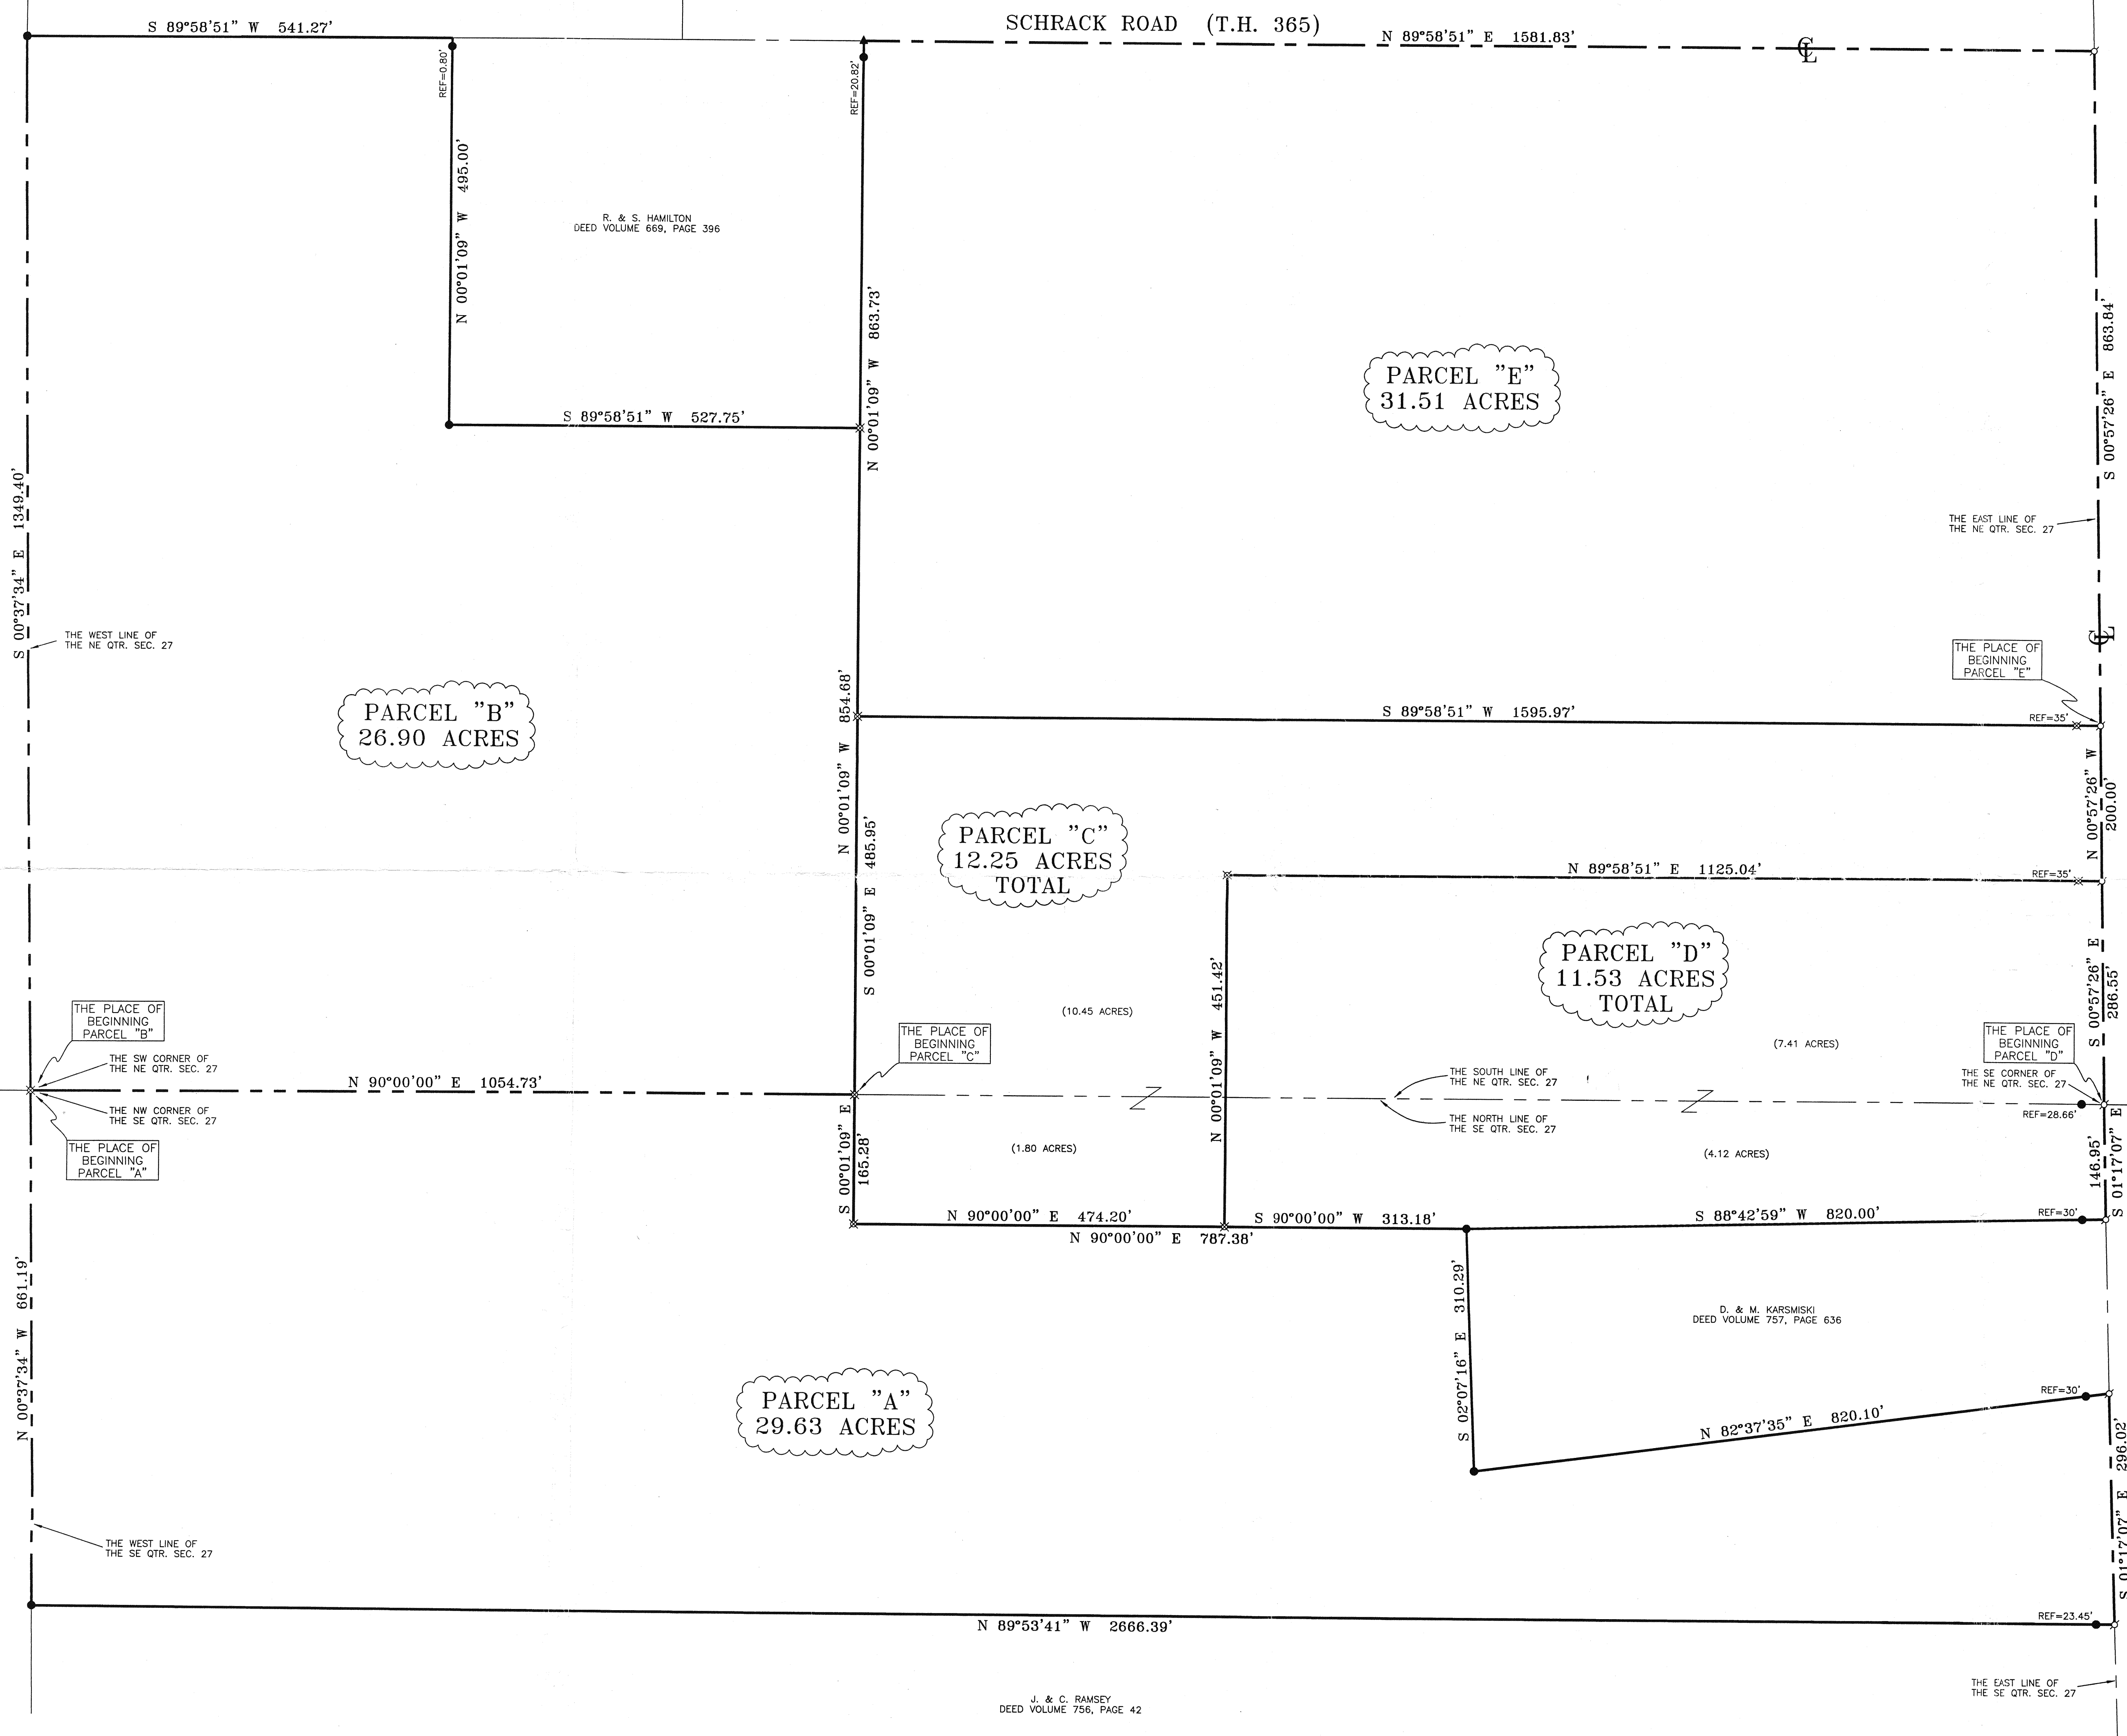 SCHRACK ROAD (T.H. 365)
S 89°58'51" W 541.27'
N 89°58'51" E 1581.83'
℄
REF=0.80'
REF=20.82'
N 00°01'09" W 495.00'
R. & S. HAMILTON
DEED VOLUME 669, PAGE 396
N 00°01'09" W 863.73'
S 00°57'26" E 863.84'
PARCEL "E"
31.51 ACRES
S 89°58'51" W 527.75'
S 00°37'34" E 1349.40'
THE EAST LINE OF
THE NE QTR. SEC. 27
THE WEST LINE OF
THE NE QTR. SEC. 27
℄
THE PLACE OF
BEGINNING
PARCEL "E"
PARCEL "B"
26.90 ACRES
N 00°01'09" W 854.68'
S 89°58'51" W 1595.97'
REF=35'
N 00°57'26" W
200.00'
PARCEL "C"
12.25 ACRES
TOTAL
S 00°01'09" E 485.95'
N 89°58'51" E 1125.04'
REF=35'
PARCEL "D"
11.53 ACRES
TOTAL
S 00°57'26" E
286.55'
N 00°01'09" W 451.42'
(10.45 ACRES)
(7.41 ACRES)
THE PLACE OF
BEGINNING
PARCEL "B"
THE SW CORNER OF
THE NE QTR. SEC. 27
THE PLACE OF
BEGINNING
PARCEL "C"
THE PLACE OF
BEGINNING
PARCEL "D"
THE SE CORNER OF
THE NE QTR. SEC. 27
N 90°00'00" E 1054.73'
THE SOUTH LINE OF
THE NE QTR. SEC. 27
THE NW CORNER OF
THE SE QTR. SEC. 27
THE NORTH LINE OF
THE SE QTR. SEC. 27
REF=28.66'
THE PLACE OF
BEGINNING
PARCEL "A"
S 00°01'09" E
165.28'
(1.80 ACRES)
(4.12 ACRES)
146.95'
S 01°17'07" E
N 90°00'00" E 474.20'
S 90°00'00" W 313.18'
S 88°42'59" W 820.00'
REF=30'
N 90°00'00" E 787.38'
N 00°37'34" W 661.19'
S 02°07'16" E 310.29'
D. & M. KARSMISKI
DEED VOLUME 757, PAGE 636
REF=30'
N 82°37'35" E 820.10'
PARCEL "A"
29.63 ACRES
S 01°17'07" E 296.02'
THE WEST LINE OF
THE SE QTR. SEC. 27
REF=23.45'
N 89°53'41" W 2666.39'
THE EAST LINE OF
THE SE QTR. SEC. 27
J. & C. RAMSEY
DEED VOLUME 756, PAGE 42